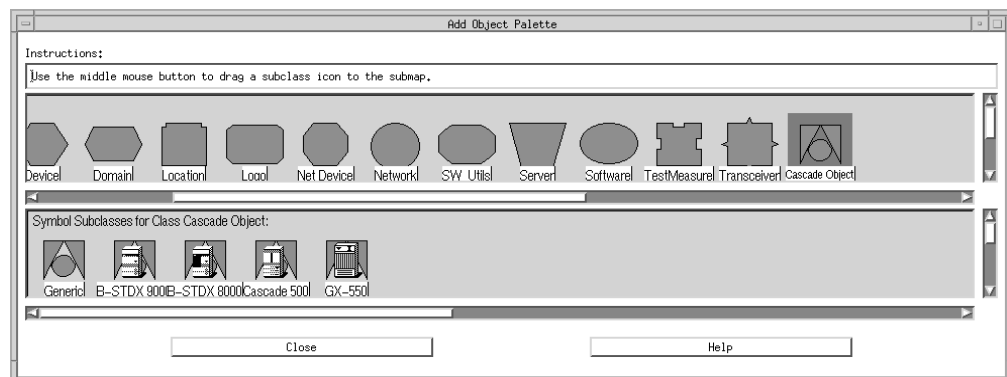 Add Object Palette
Instructions:
Use the middle mouse button to drag a subclass icon to the submap.
Device Domain Location Logo Net Device Network SW Utils Server Software TestMeasure Transceiver Cascade Object
Symbol Subclasses for Class Cascade Object:
Generic B-STDX 900 B-STDX 8000 Cascade 500 GX-550
Close Help